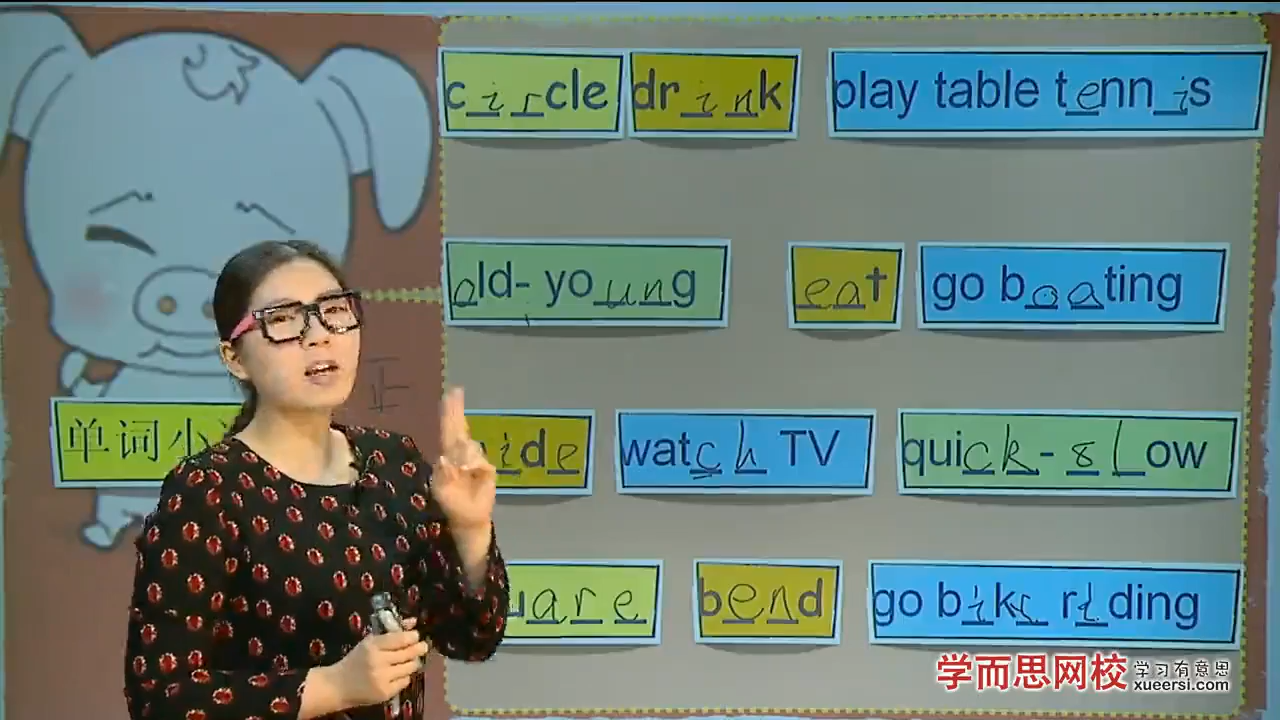 circle drink play table tennis
old- young eat go boating
正
单词小
ide watch TV quick- slow
uare bend go bike riding
学而思网校 学习有意思
xueersi.com